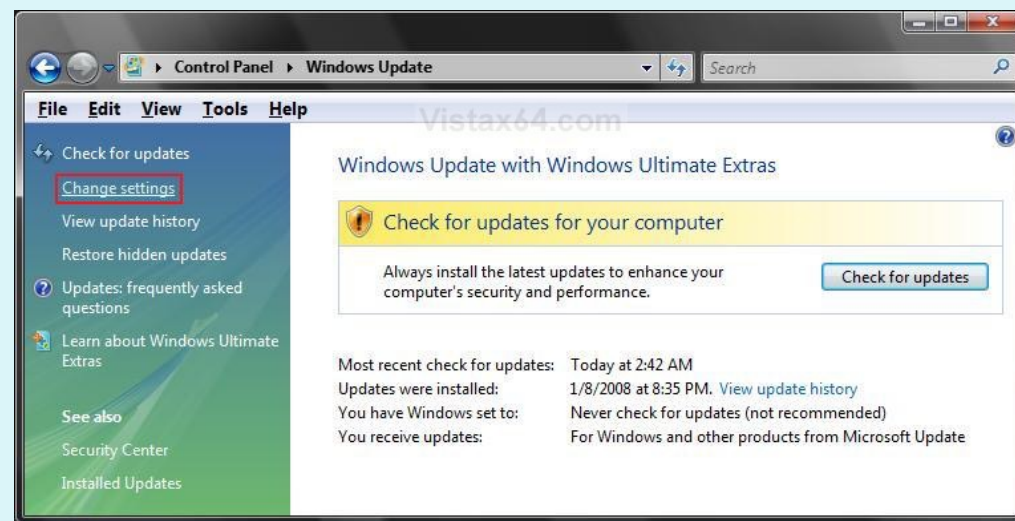 Control Panel Windows Update
Search
File Edit View Tools Help
Vistax64.com
Check for updates
Change settings
View update history
Restore hidden updates
Updates: frequently asked
questions
Learn about Windows Ultimate
Extras
See also
Security Center
Installed Updates
Windows Update with Windows Ultimate Extras
Check for updates for your computer
Always install the latest updates to enhance your
computer's security and performance.
Check for updates
Most recent check for updates: Today at 2:42 AM
Updates were installed: 1/8/2008 at 8:35 PM. View update history
You have Windows set to: Never check for updates (not recommended)
You receive updates: For Windows and other products from Microsoft Update